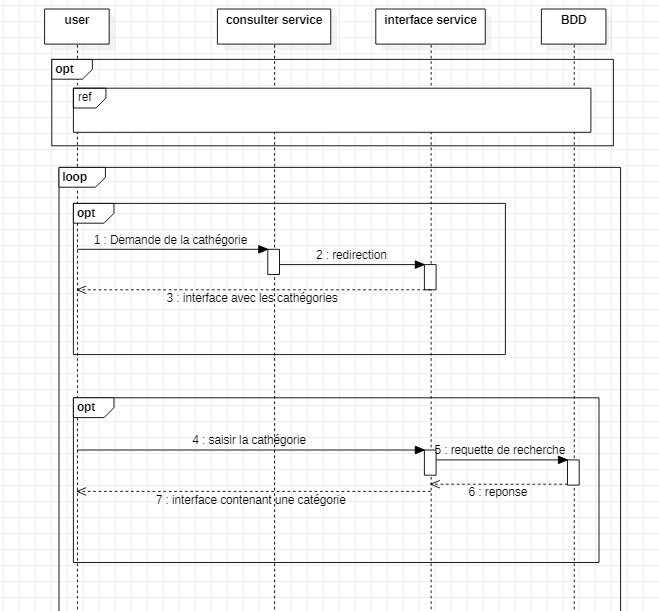 user
consulter service
interface service
BDD
opt
ref
loop
opt
1 : Demande de la cathégorie
2 : redirection
3 : interface avec les cathégories
opt
4 : saisir la cathégorie
5 : requette de recherche
6 : reponse
7 : interface contenant une catégorie